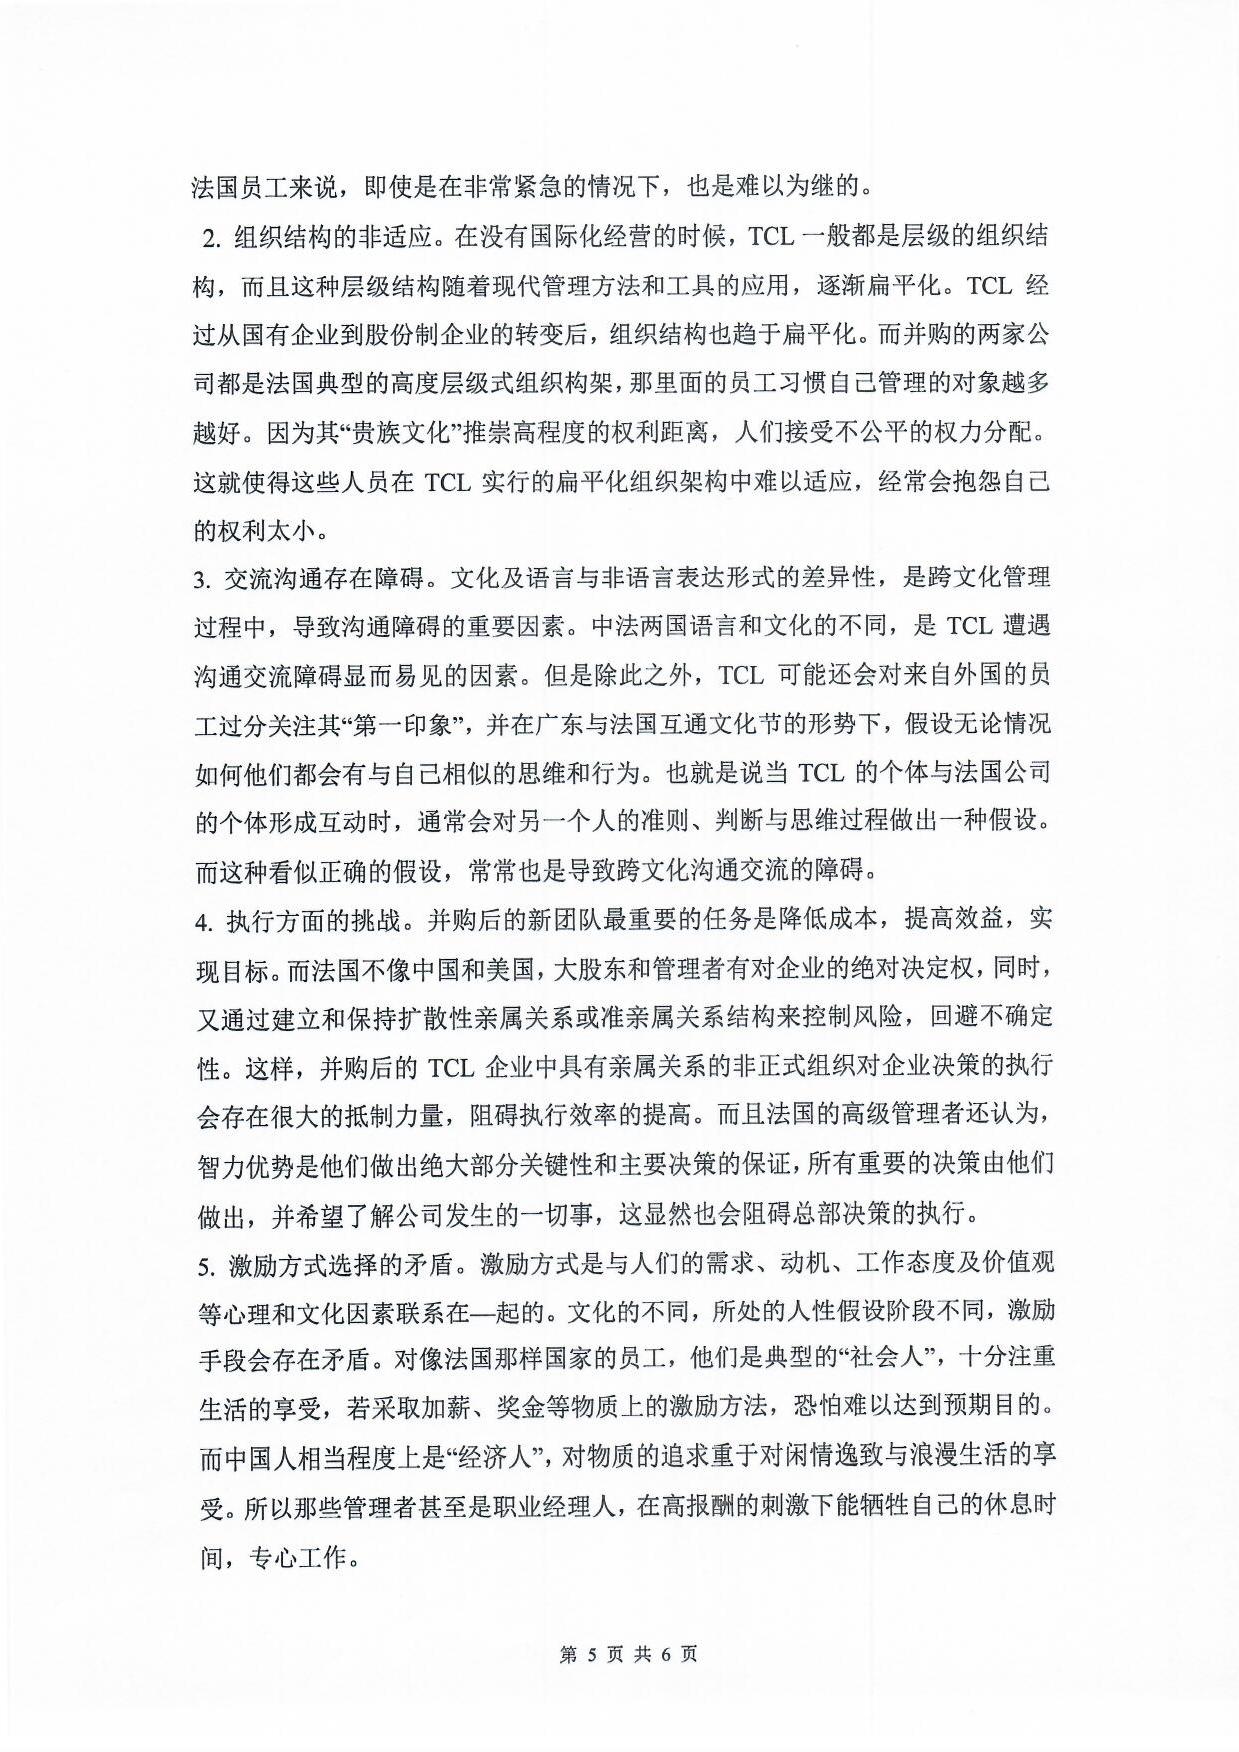 法国员工来说，即使是在非常紧急的情况下，也是难以为继的。
2. 组织结构的非适应。在没有国际化经营的时候，TCL 一般都是层级的组织结
构，而且这种层级结构随着现代管理方法和工具的应用，逐渐扁平化。TCL 经
过从国有企业到股份制企业的转变后，组织结构也趋于扁平化。而并购的两家公
司都是法国典型的高度层级式组织构架，那里面的员工习惯自己管理的对象越多
越好。因为其“贵族文化”推崇高程度的权利距离，人们接受不公平的权力分配。
这就使得这些人员在 TCL 实行的扁平化组织架构中难以适应，经常会抱怨自己
的权利太小。
3. 交流沟通存在障碍。文化及语言与非语言表达形式的差异性，是跨文化管理
过程中，导致沟通障碍的重要因素。中法两国语言和文化的不同，是 TCL 遭遇
沟通交流障碍显而易见的因素。但是除此之外，TCL 可能还会对来自外国的员
工过分关注其“第一印象”，并在广东与法国互通文化节的形势下，假设无论情况
如何他们都会有与自己相似的思维和行为。也就是说当 TCL 的个体与法国公司
的个体形成互动时，通常会对另一个人的准则、判断与思维过程做出一种假设。
而这种看似正确的假设，常常也是导致跨文化沟通交流的障碍。
4. 执行方面的挑战。并购后的新团队最重要的任务是降低成本，提高效益，实
现目标。而法国不像中国和美国，大股东和管理者有对企业的绝对决定权，同时，
又通过建立和保持扩散性亲属关系或准亲属关系结构来控制风险，回避不确定
性。这样，并购后的 TCL 企业中具有亲属关系的非正式组织对企业决策的执行
会存在很大的抵制力量，阻碍执行效率的提高。而且法国的高级管理者还认为，
智力优势是他们做出绝大部分关键性和主要决策的保证，所有重要的决策由他们
做出，并希望了解公司发生的一切事，这显然也会阻碍总部决策的执行。
5. 激励方式选择的矛盾。激励方式是与人们的需求、动机、工作态度及价值观
等心理和文化因素联系在—起的。文化的不同，所处的人性假设阶段不同，激励
手段会存在矛盾。对像法国那样国家的员工，他们是典型的“社会人”，十分注重
生活的享受，若采取加薪、奖金等物质上的激励方法，恐怕难以达到预期目的。
而中国人相当程度上是“经济人”，对物质的追求重于对闲情逸致与浪漫生活的享
受。所以那些管理者甚至是职业经理人，在高报酬的刺激下能牺牲自己的休息时
间，专心工作。
第 5 页 共 6 页